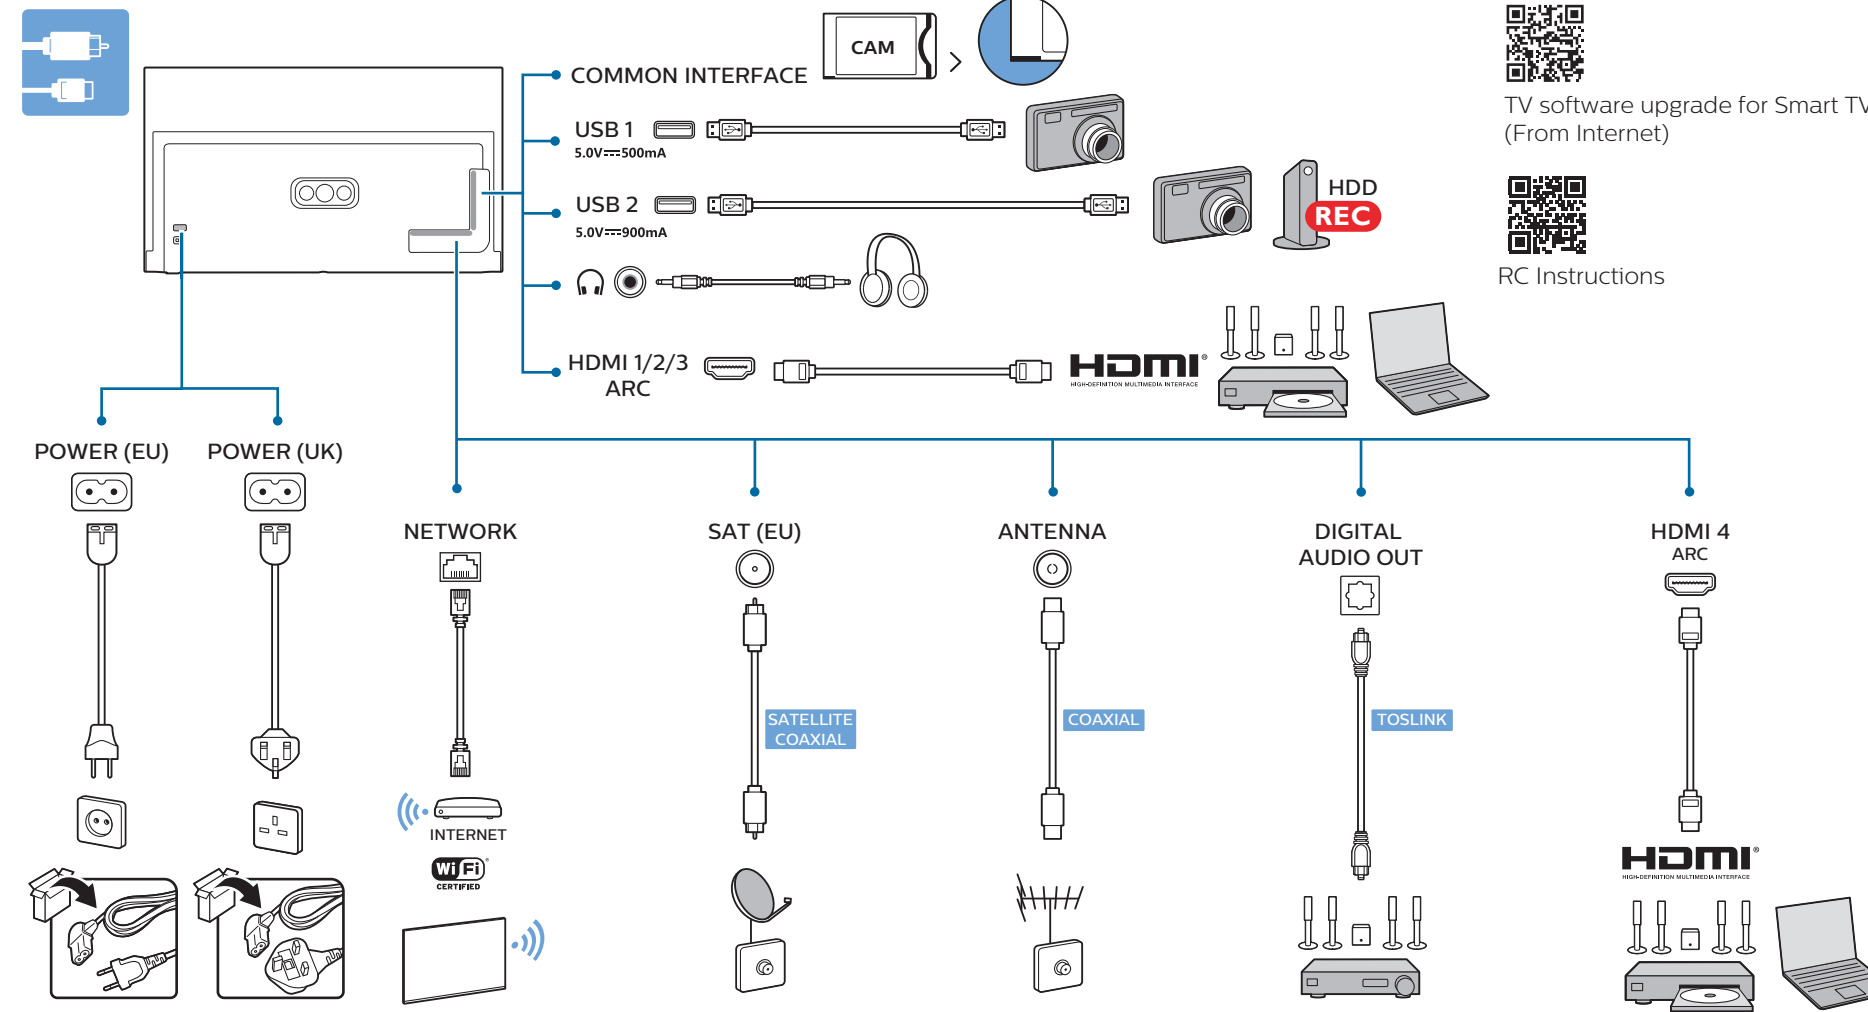 CAM
COMMON INTERFACE
USB 1
5.0V⎓500mA
USB 2
5.0V⎓900mA
HDD
REC
HDMI 1/2/3
ARC
HDMI®
HIGH-DEFINITION MULTIMEDIA INTERFACE
TV software upgrade for Smart TV
(From Internet)
RC Instructions
POWER (EU)
POWER (UK)
NETWORK
INTERNET
Wi Fi®
CERTIFIED
SAT (EU)
SATELLITE
COAXIAL
ANTENNA
COAXIAL
DIGITAL
AUDIO OUT
TOSLINK
HDMI 4
ARC
HDMI®
HIGH-DEFINITION MULTIMEDIA INTERFACE